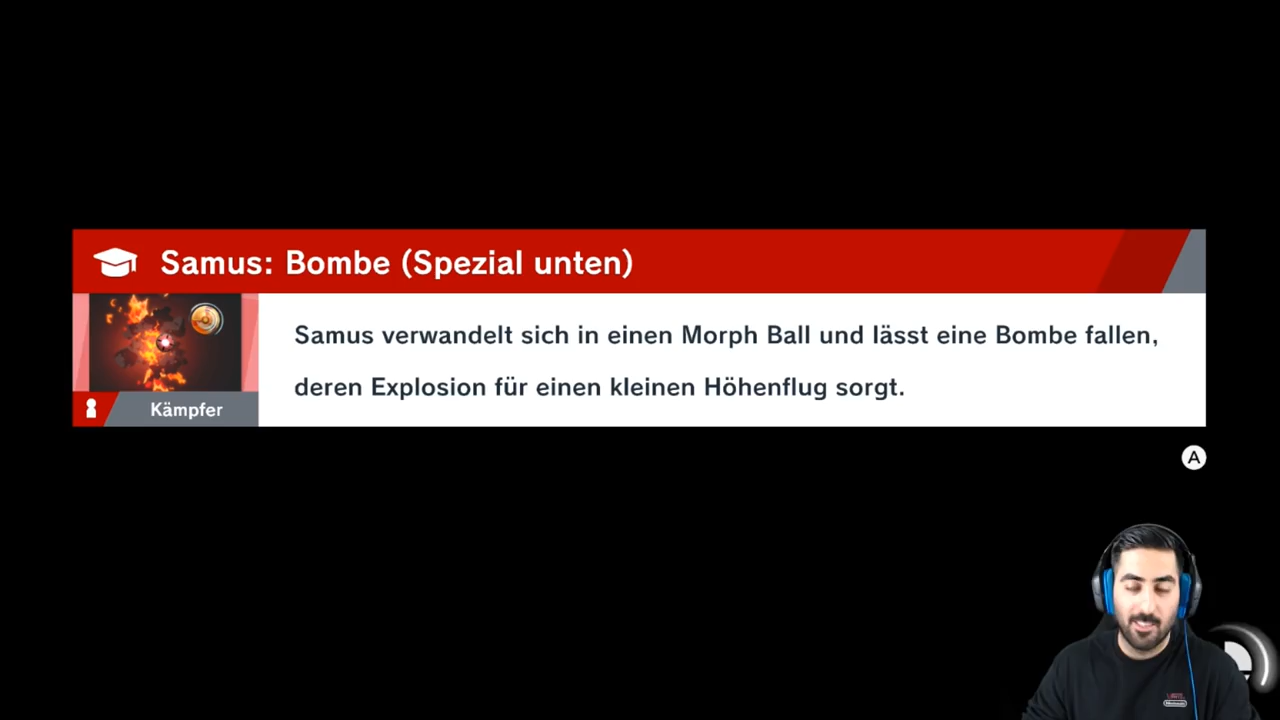 Samus: Bombe (Spezial unten)
Samus verwandelt sich in einen Morph Ball und lässt eine Bombe fallen,
deren Explosion für einen kleinen Höhenflug sorgt.
Kämpfer
A
Nintendo